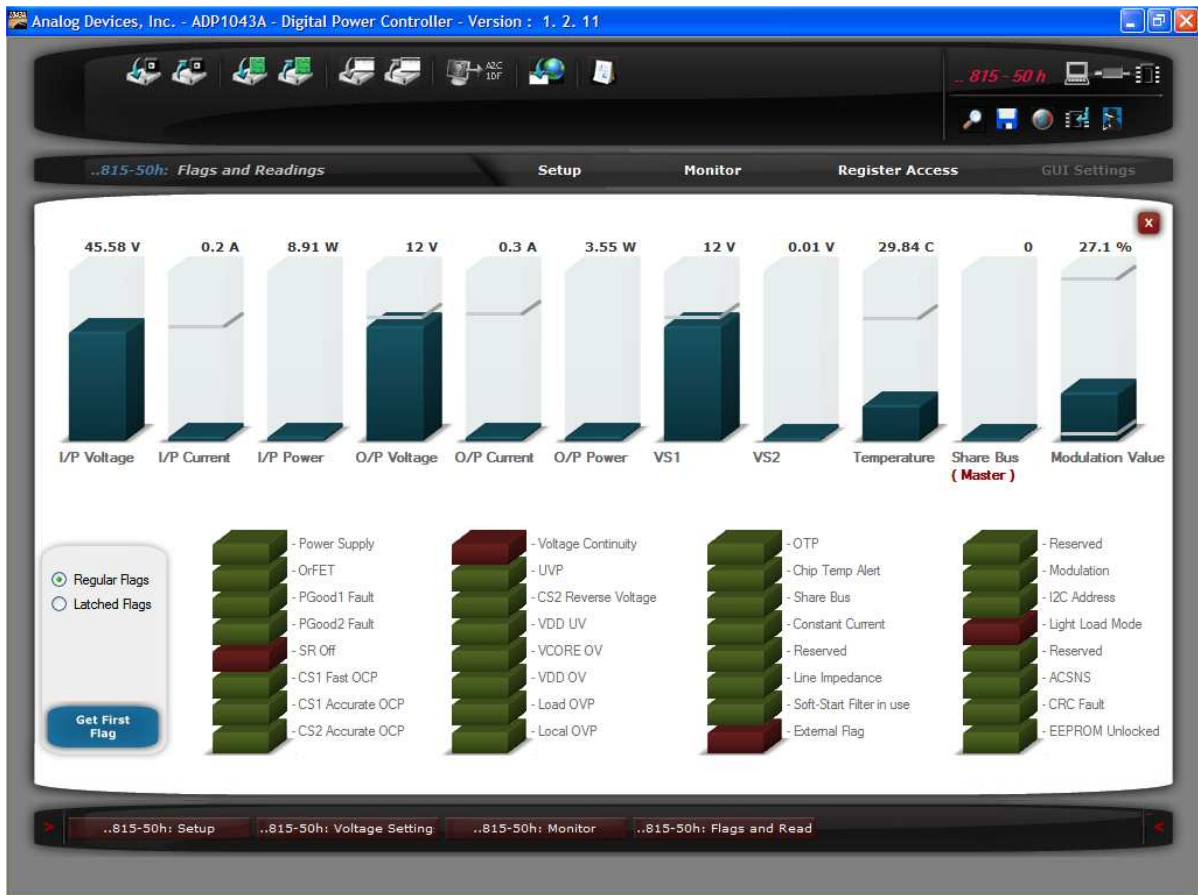 Analog Devices, Inc. - ADP1043A - Digital Power Controller - Version : 1. 2. 11
A2C
1DF
.. 815 - 50 h
..815-50h: Flags and Readings Setup Monitor Register Access GUI Settings
x
45.58 V 0.2 A 8.91 W 12 V 0.3 A 3.55 W 12 V 0.01 V 29.84 C 0 27.1 %
I/P Voltage I/P Current I/P Power O/P Voltage O/P Current O/P Power VS1 VS2 Temperature Share Bus Modulation Value
( Master )
Regular Flags
Latched Flags
Get First
Flag
- Power Supply
- OrFET
- PGood1 Fault
- PGood2 Fault
- SR Off
- CS1 Fast OCP
- CS1 Accurate OCP
- CS2 Accurate OCP
- Voltage Continuity
- UVP
- CS2 Reverse Voltage
- VDD UV
- VCORE OV
- VDD OV
- Load OVP
- Local OVP
- OTP
- Chip Temp Alert
- Share Bus
- Constant Current
- Reserved
- Line Impedance
- Soft-Start Filter in use
- External Flag
- Reserved
- Modulation
- I2C Address
- Light Load Mode
- Reserved
- ACSNS
- CRC Fault
- EEPROM Unlocked
> ..815-50h: Setup ..815-50h: Voltage Setting ..815-50h: Monitor ..815-50h: Flags and Read <